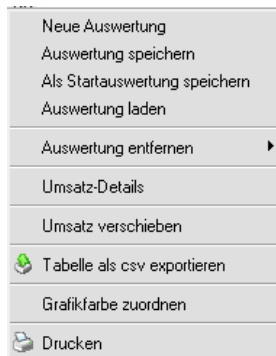 Neue Auswertung
Auswertung speichern
Als Startauswertung speichern
Auswertung laden
Auswertung entfernen
Umsatz-Details
Umsatz verschieben
Tabelle als csv exportieren
Grafikfarbe zuordnen
Drucken